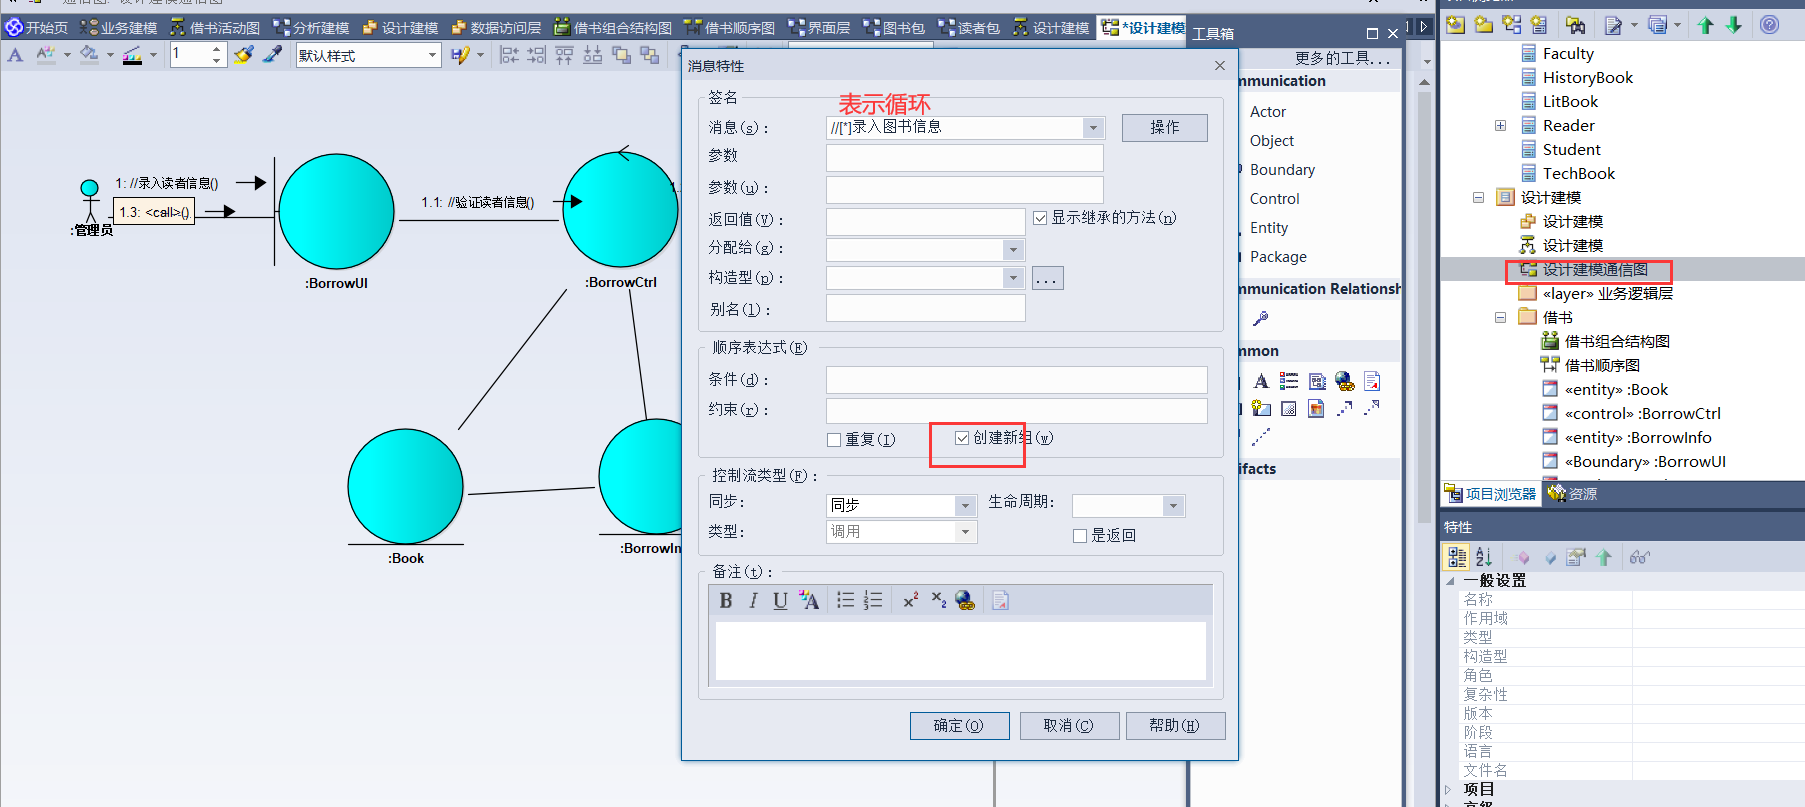 开始页 业务建模 借书活动图 分析建模 设计建模 数据访问层 借书组合结构图 借书顺序图 界面层 图书包 读者包 设计建模 *设计建模
1 默认样式
1: //录入读者信息()
1.3: <call>()
:管理员
:BorrowUI
1.1: //验证读者信息()
:BorrowCtrl
:Book
:BorrowIn
消息特性
签名
表示循环
消息(s):
//[*]录入图书信息
操作
参数
参数(u):
返回值(V):
显示继承的方法(n)
分配给(g):
构造型(p):
...
别名(l):
顺序表达式(E)
条件(d):
约束(r):
重复(I)
创建新组(w)
控制流类型(F):
同步:
同步
生命周期:
类型:
调用
是返回
备注(t):
B I U A x² x₂
确定(O)
取消(C)
帮助(H)
工具箱
更多的工具...
mmunication
Actor
Object
Boundary
Control
Entity
Package
mmunication Relationsh
mmon
tifacts
Faculty
HistoryBook
LitBook
Reader
Student
TechBook
设计建模
设计建模
设计建模
设计建模通信图
«layer» 业务逻辑层
借书
借书组合结构图
借书顺序图
«entity» :Book
«control» :BorrowCtrl
«entity» :BorrowInfo
«Boundary» :BorrowUI
项目浏览器 资源
特性
一般设置
名称
作用域
类型
构造型
角色
复杂性
版本
阶段
语言
文件名
项目